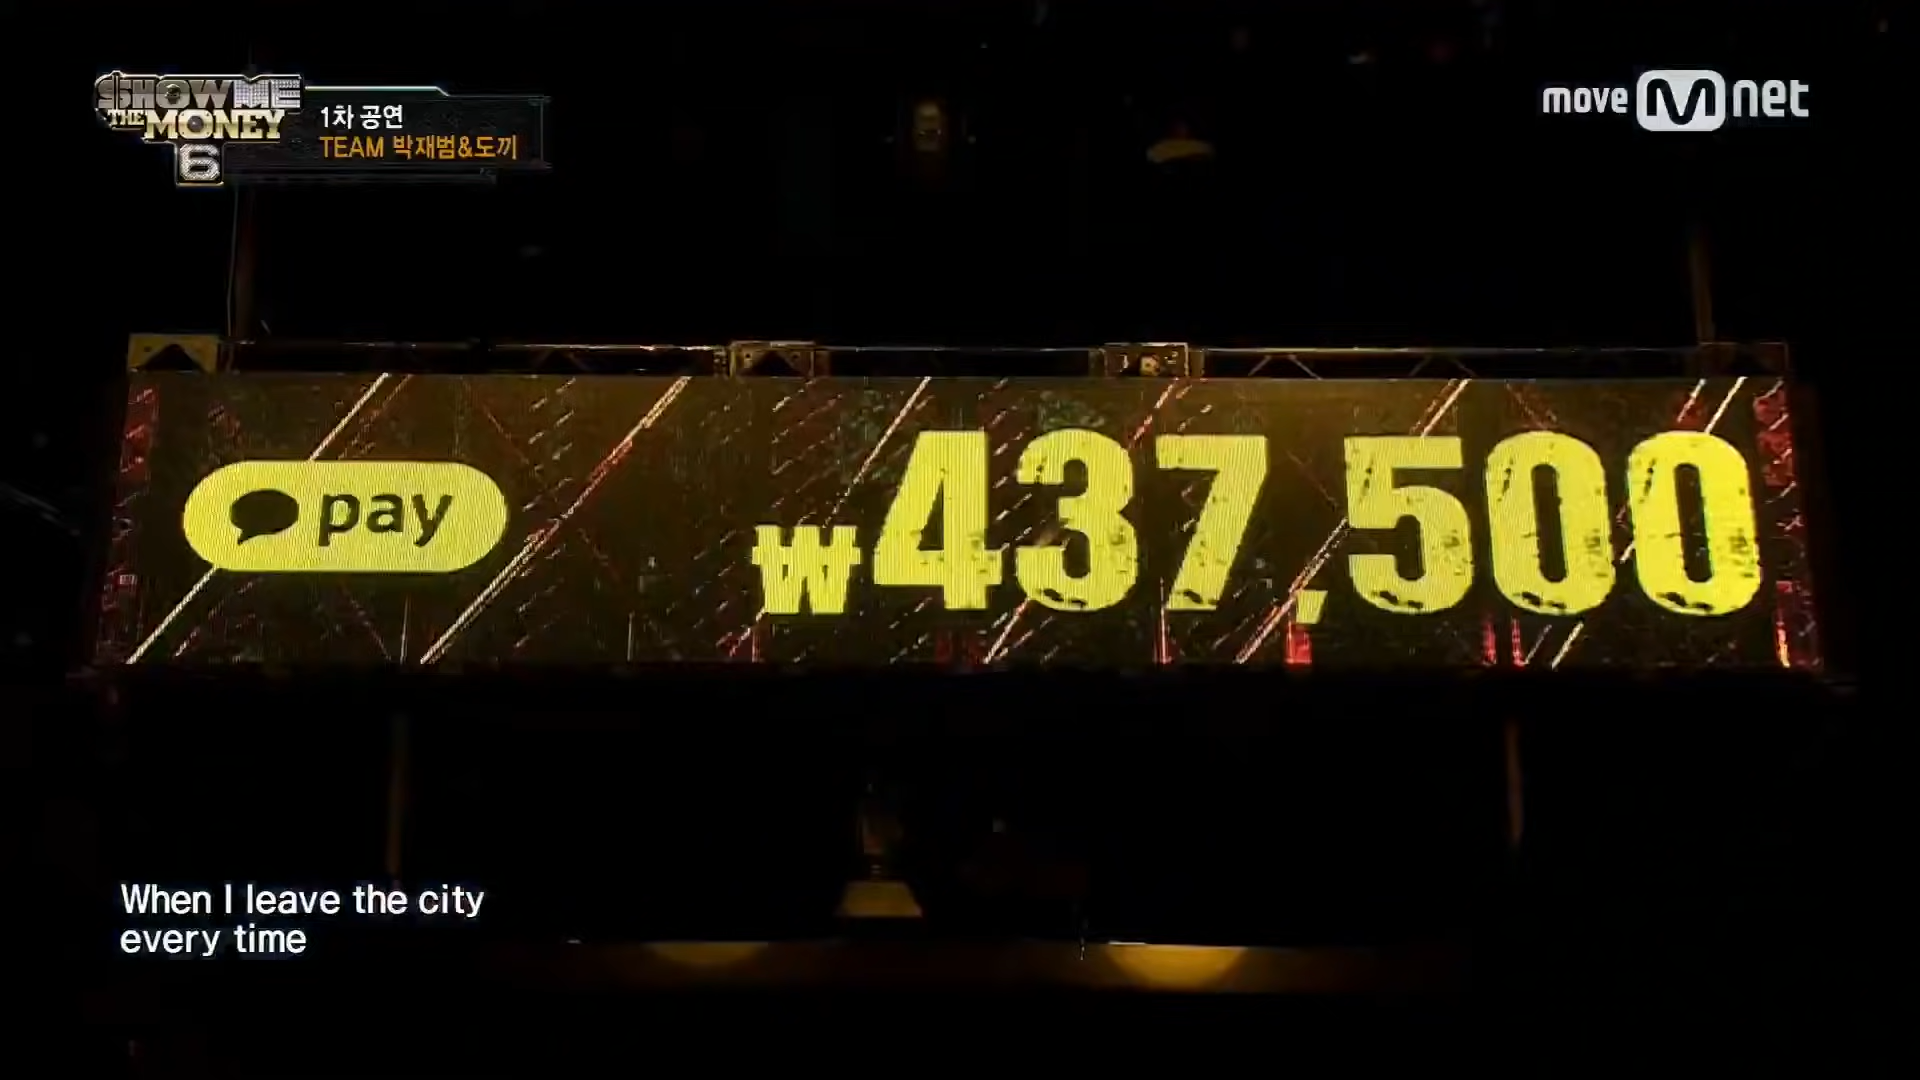 SHOW ME
THE MONEY
6
1차 공연
TEAM 박재범&도끼
move Mnet
pay
₩437,500
When I leave the city
every time